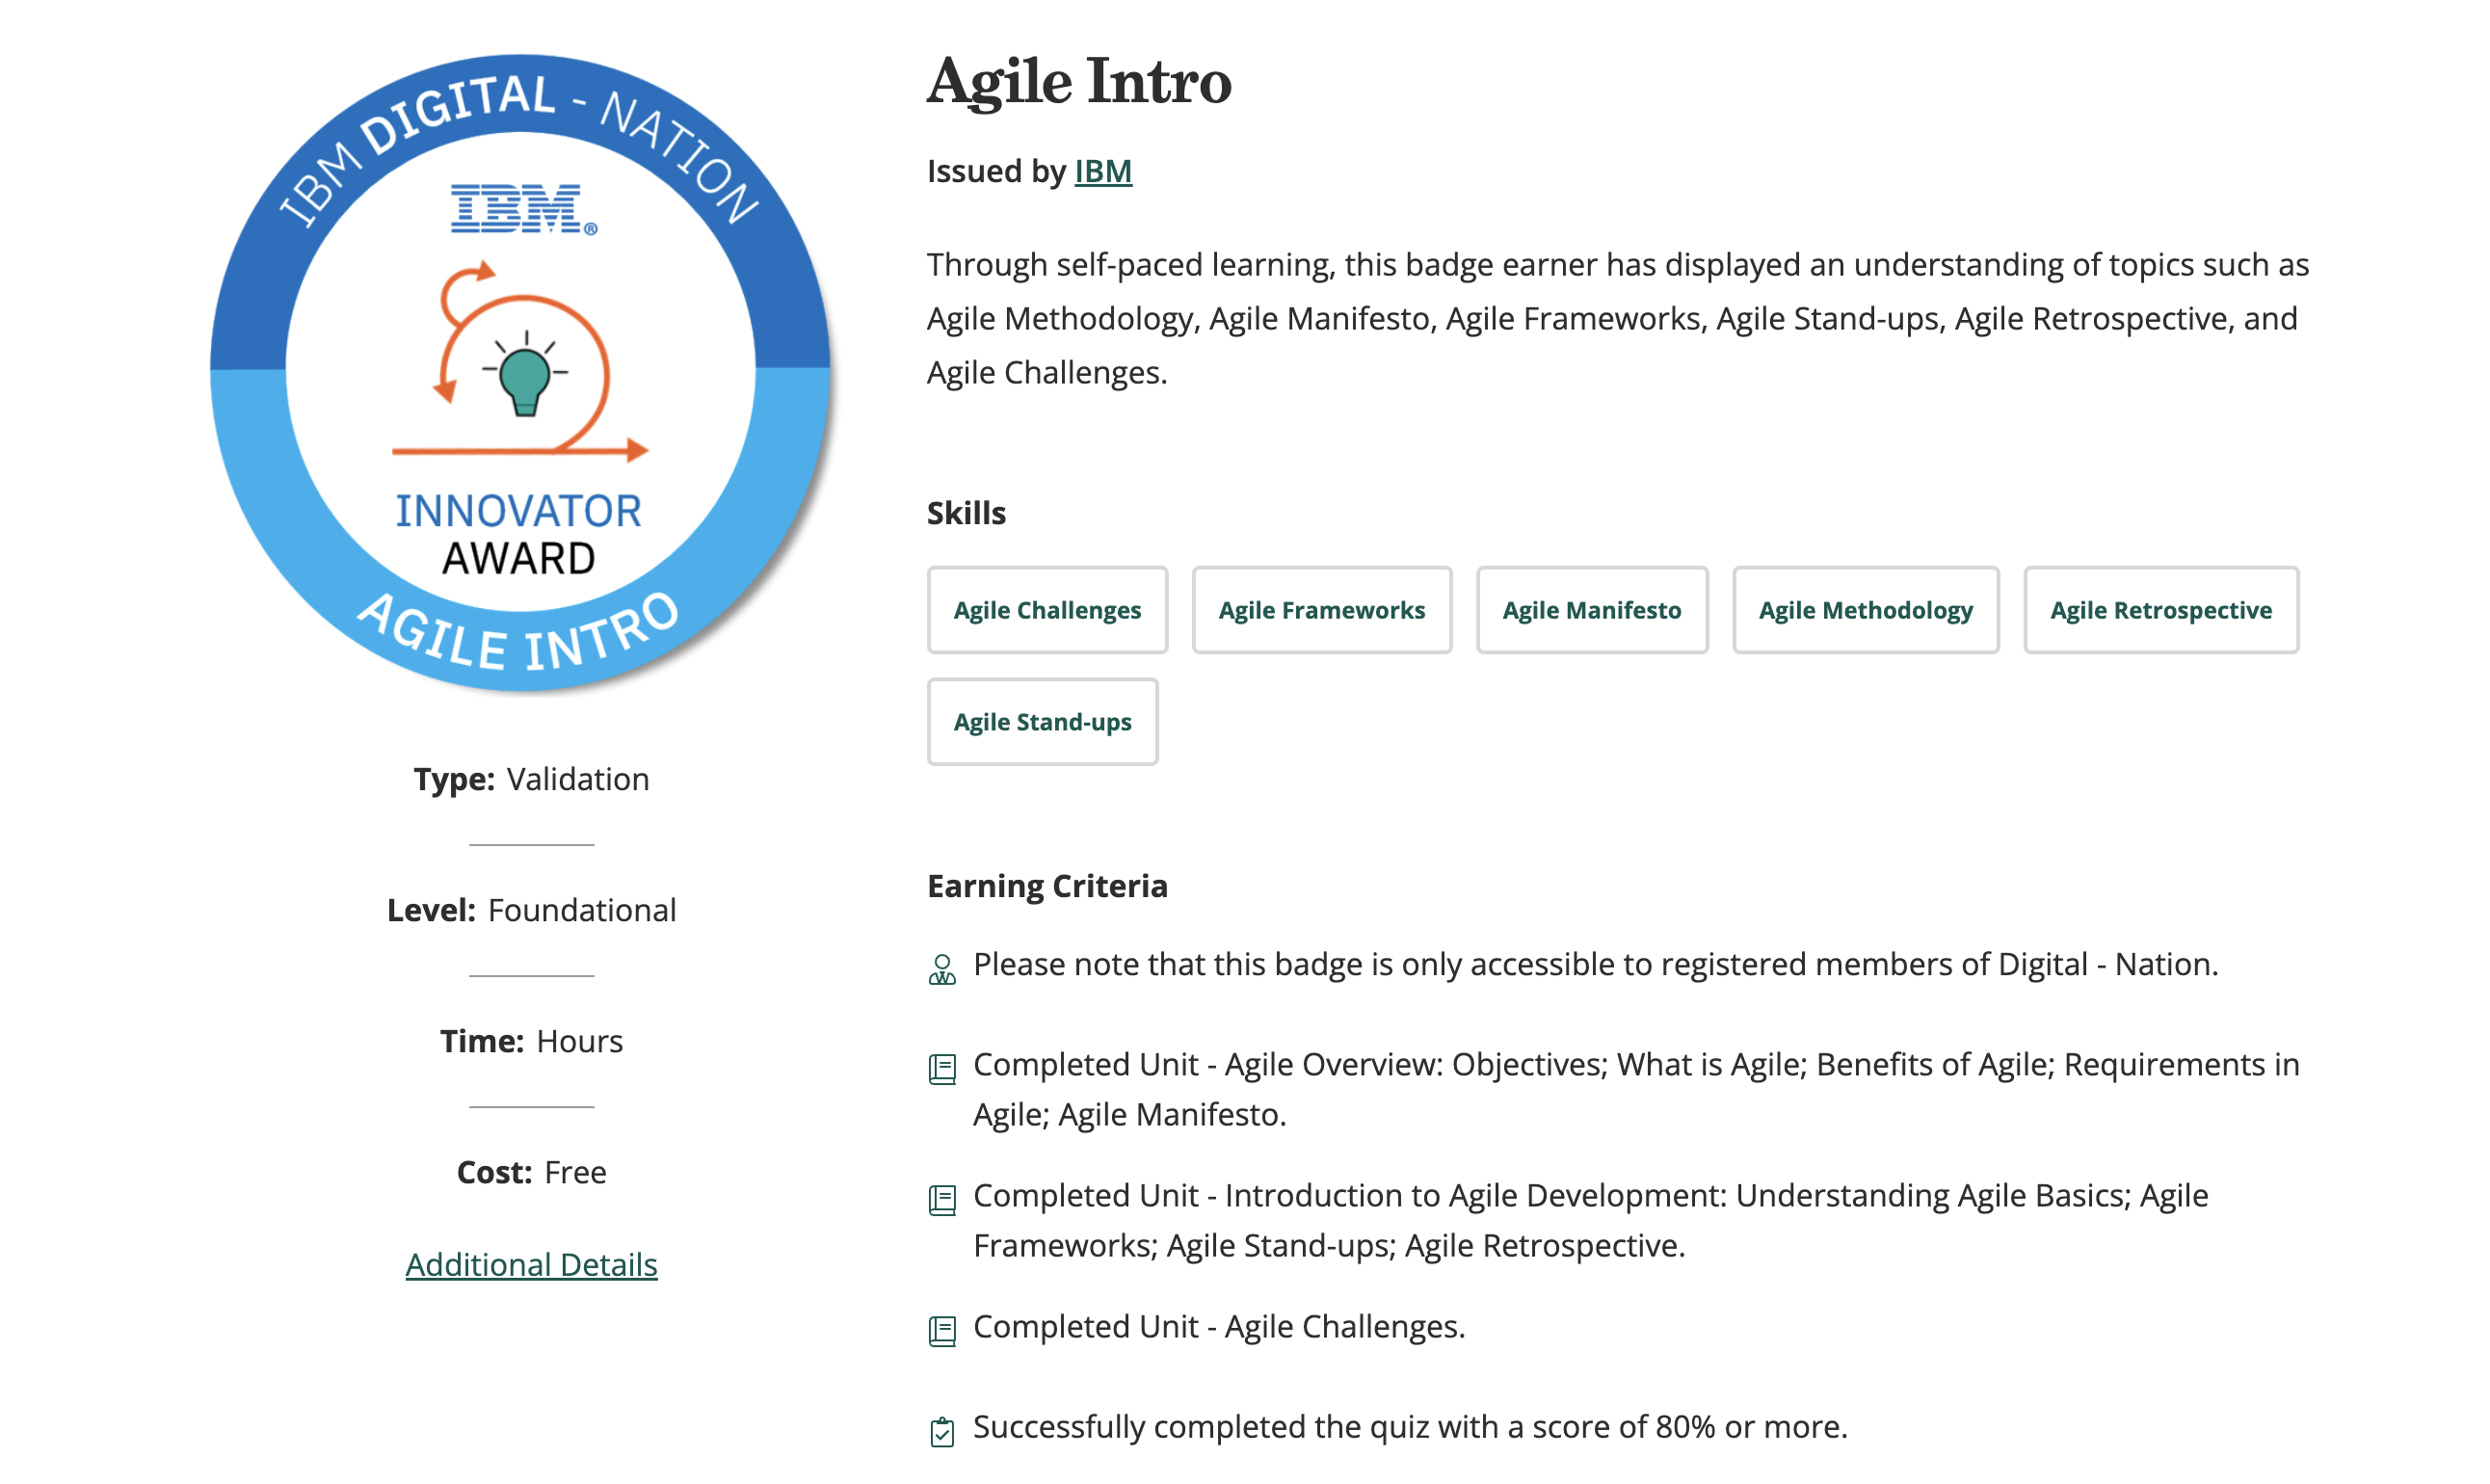 IBM DIGITAL - NATION
IBM®
INNOVATOR
AWARD
AGILE INTRO
Type: Validation
Level: Foundational
Time: Hours
Cost: Free
Additional Details
Agile Intro
Issued by IBM
Through self-paced learning, this badge earner has displayed an understanding of topics such as
Agile Methodology, Agile Manifesto, Agile Frameworks, Agile Stand-ups, Agile Retrospective, and
Agile Challenges.
Skills
Agile Challenges
Agile Frameworks
Agile Manifesto
Agile Methodology
Agile Retrospective
Agile Stand-ups
Earning Criteria
Please note that this badge is only accessible to registered members of Digital - Nation.
Completed Unit - Agile Overview: Objectives; What is Agile; Benefits of Agile; Requirements in
Agile; Agile Manifesto.
Completed Unit - Introduction to Agile Development: Understanding Agile Basics; Agile
Frameworks; Agile Stand-ups; Agile Retrospective.
Completed Unit - Agile Challenges.
Successfully completed the quiz with a score of 80% or more.